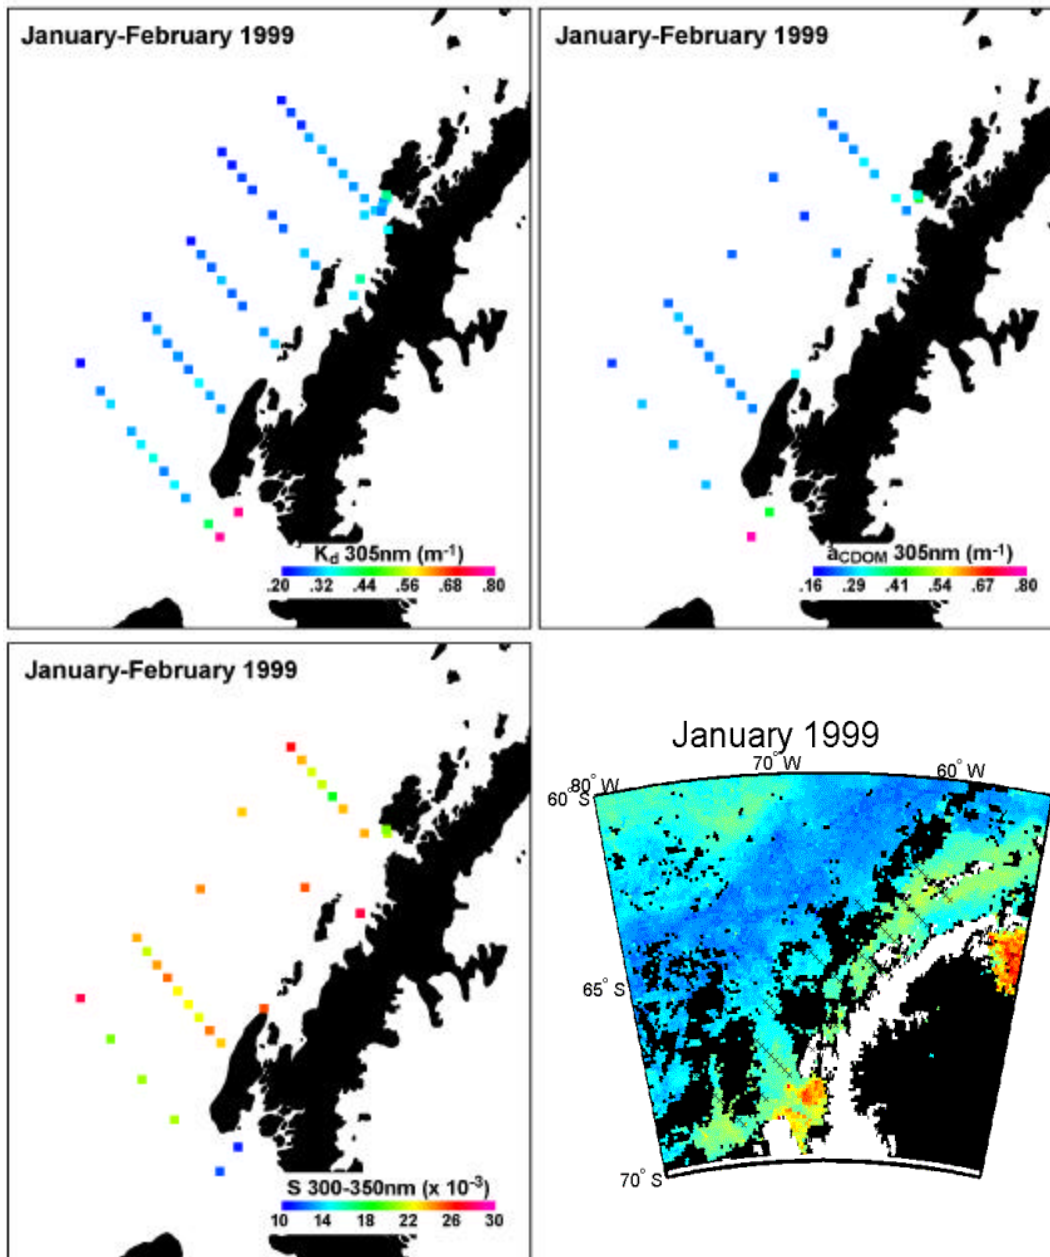 January-February 1999
K_d 305nm (m⁻¹)
.20 .32 .44 .56 .68 .80
January-February 1999
a_CDOM 305nm (m⁻¹)
.16 .29 .41 .54 .67 .80
January-February 1999
S 300-350nm (x 10⁻³)
10 14 18 22 26 30
January 1999
70° W
60° W
80° W
60° S
65° S
70° S